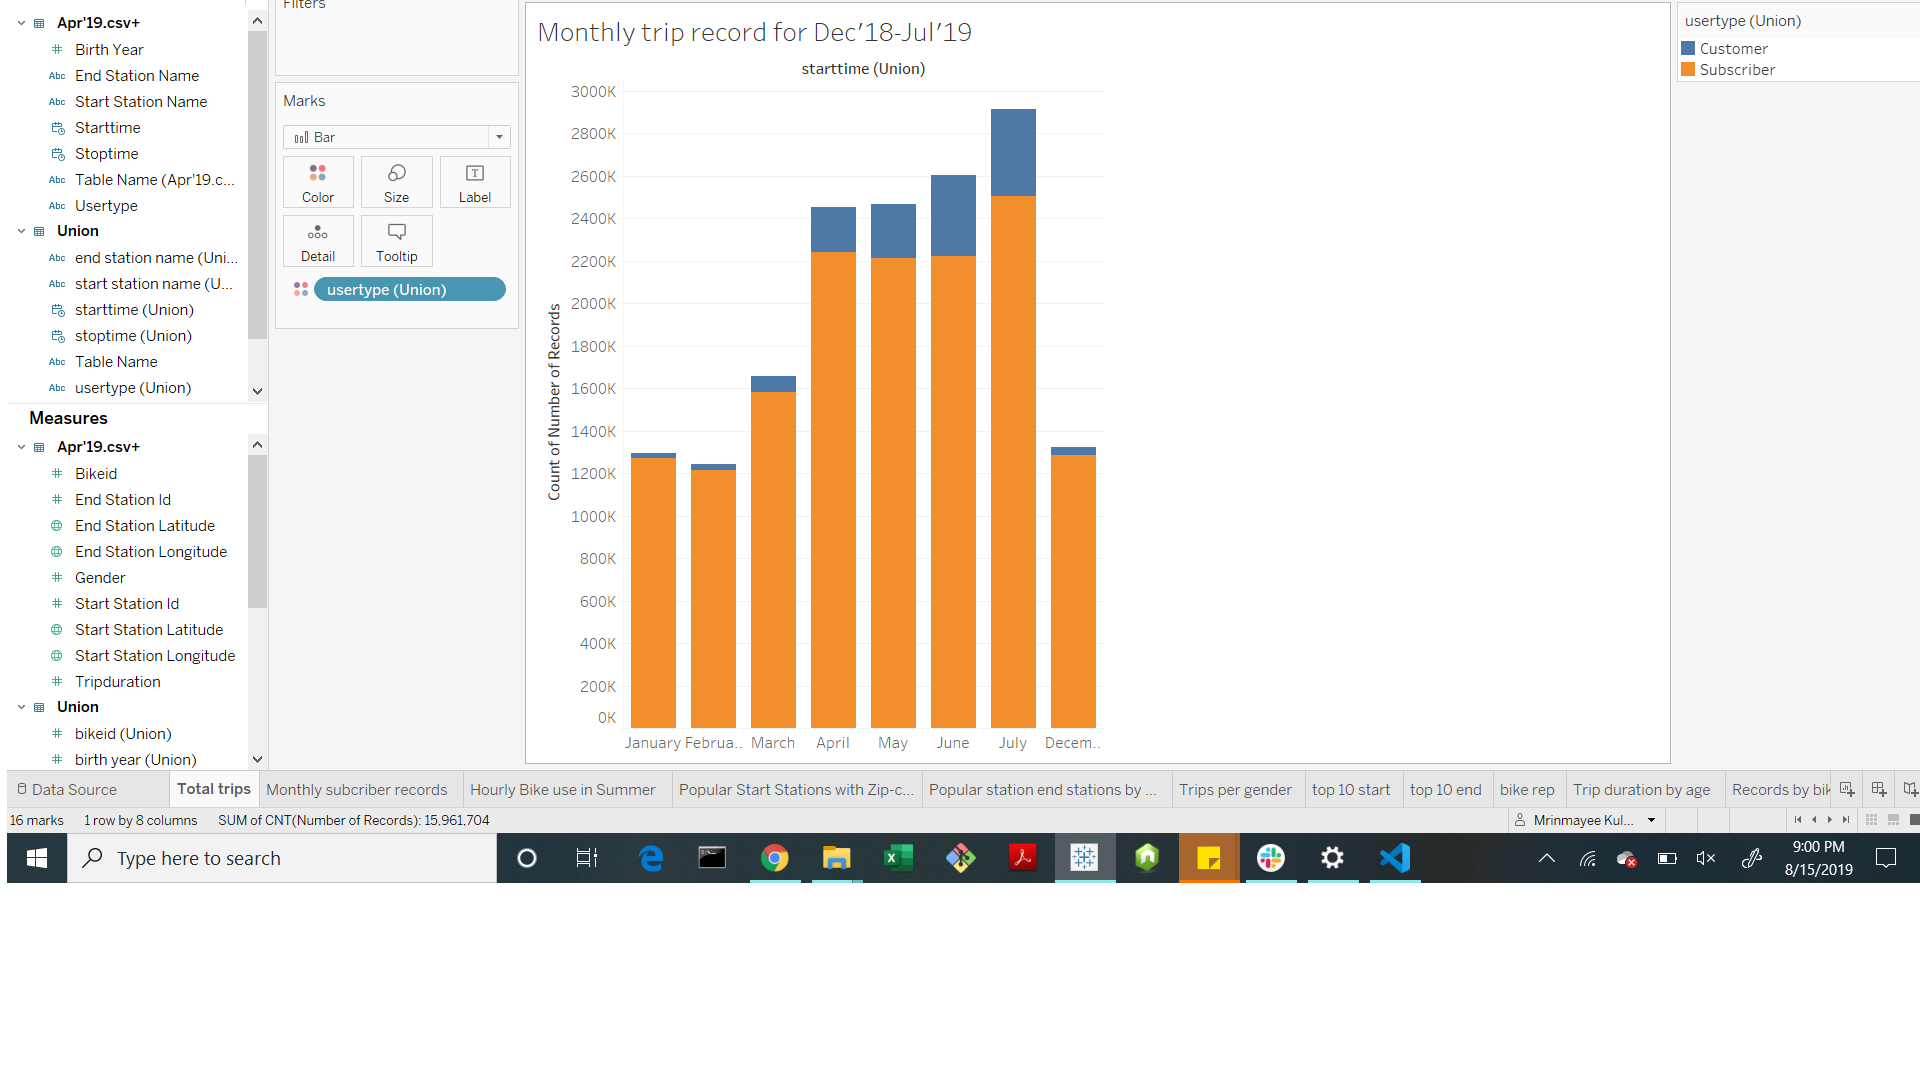 Apr'19.csv+
Birth Year
Abc End Station Name
Abc Start Station Name
Starttime
Stoptime
Abc Table Name (Apr'19.c...
Abc Usertype
Union
Abc end station name (Uni...
Abc start station name (U...
starttime (Union)
stoptime (Union)
Abc Table Name
Abc usertype (Union)
Measures
Apr'19.csv+
Bikeid
End Station Id
End Station Latitude
End Station Longitude
Gender
Start Station Id
Start Station Latitude
Start Station Longitude
Tripduration
Union
bikeid (Union)
birth year (Union)
Filters
Marks
Bar
Color Size Label
Detail Tooltip
usertype (Union)
Monthly trip record for Dec'18-Jul'19
starttime (Union)
Count of Number of Records
3000K
2800K
2600K
2400K
2200K
2000K
1800K
1600K
1400K
1200K
1000K
800K
600K
400K
200K
0K
January Februa.. March April May June July Decem..
usertype (Union)
Customer
Subscriber
Data Source Total trips Monthly subcriber records Hourly Bike use in Summer Popular Start Stations with Zip-c... Popular station end stations by ... Trips per gender top 10 start top 10 end bike rep Trip duration by age Records by bik
16 marks 1 row by 8 columns SUM of CNT(Number of Records): 15,961,704 Mrinmayee Kul...
Type here to search
9:00 PM
8/15/2019